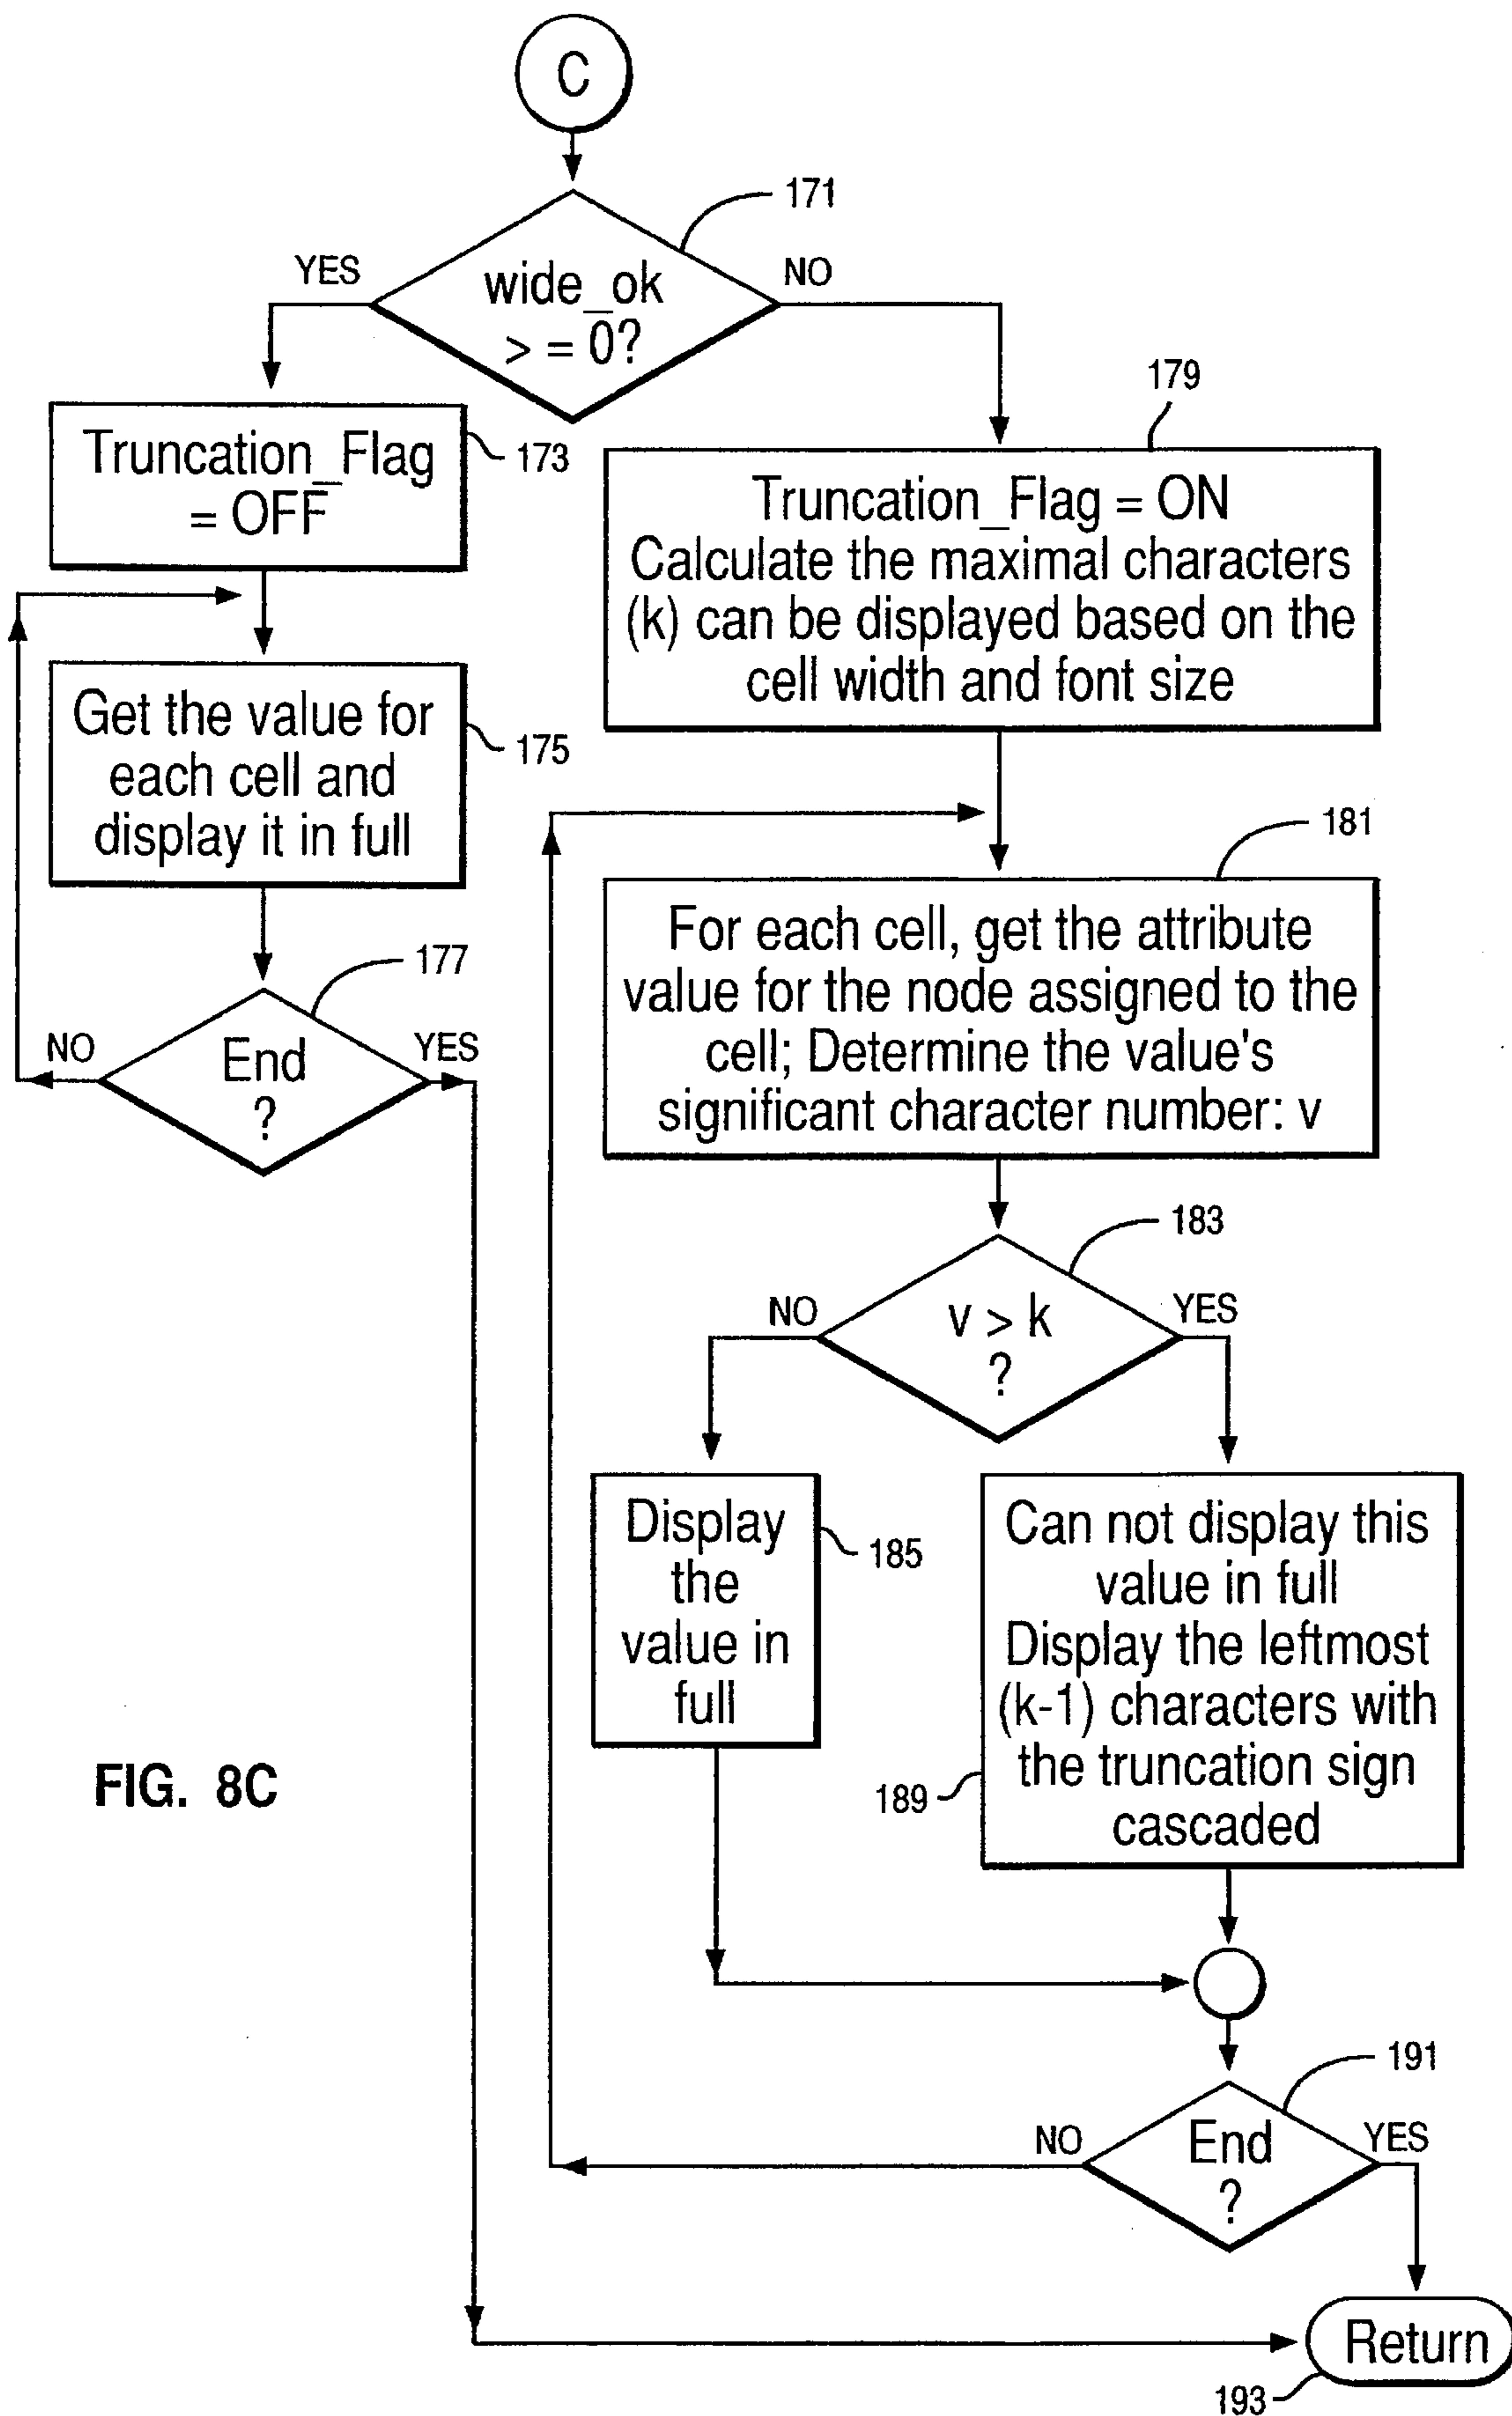 C
171
YES
NO
wide_ok
> = 0?
179
Truncation_Flag
= OFF
173
Truncation_Flag = ON
Calculate the maximal characters
(k) can be displayed based on the
cell width and font size
Get the value for
each cell and
display it in full
175
181
For each cell, get the attribute
value for the node assigned to the
cell; Determine the value's
significant character number: v
177
NO
End
?
YES
183
NO
v > k
?
YES
Display
the
value in
full
185
Can not display this
value in full
Display the leftmost
(k-1) characters with
the truncation sign
cascaded
189
FIG. 8C
191
NO
End
?
YES
Return
193